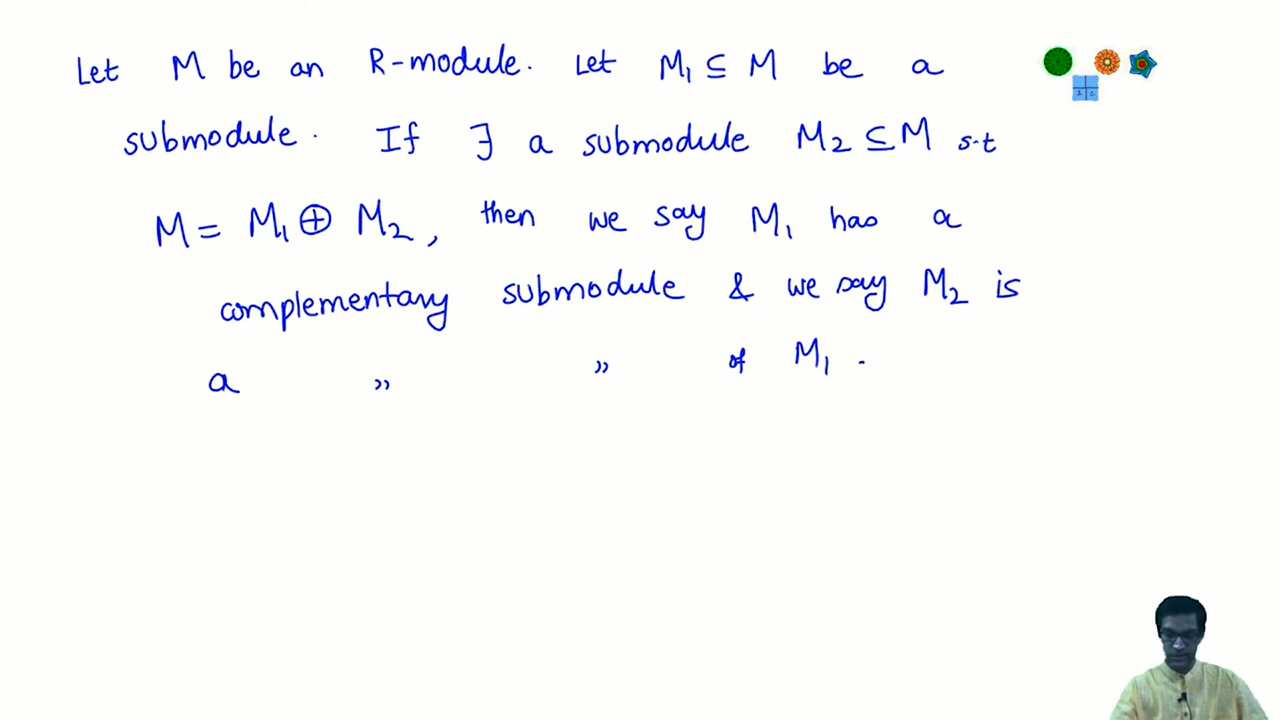 Let M be an R-module. Let M₁ ⊆ M be a
submodule. If ∃ a submodule M₂ ⊆ M s.t
M = M₁ ⊕ M₂, then we say M₁ has a
complementary submodule & we say M₂ is
a " " of M₁.